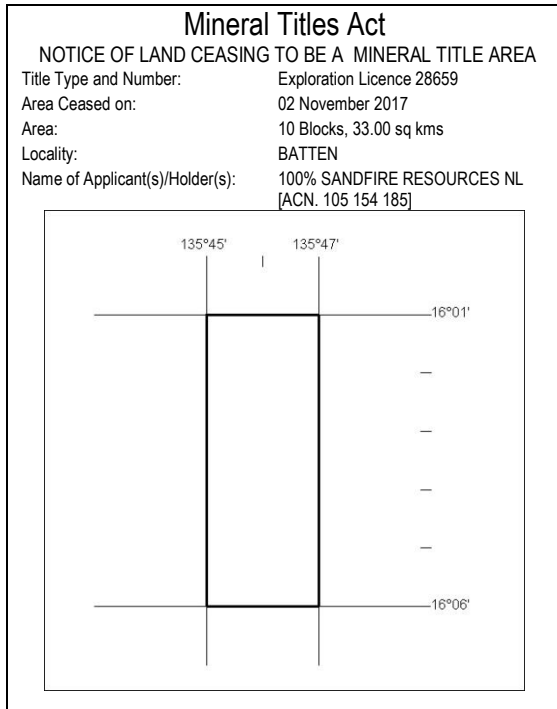 Mineral Titles Act
NOTICE OF LAND CEASING TO BE A MINERAL TITLE AREA
Title Type and Number: Exploration Licence 28659
Area Ceased on: 02 November 2017
Area: 10 Blocks, 33.00 sq kms
Locality: BATTEN
Name of Applicant(s)/Holder(s): 100% SANDFIRE RESOURCES NL
[ACN. 105 154 185]
135°45' 135°47'
16°01'
16°06'